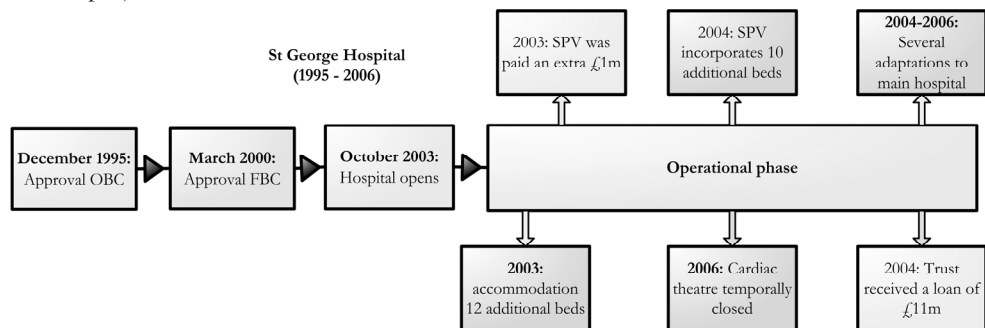 St George Hospital
(1995 - 2006)
2003: SPV was
paid an extra £1m
2004: SPV
incorporates 10
additional beds
2004-2006:
Several
adaptations to
main hospital
December 1995:
Approval OBC
March 2000:
Approval FBC
October 2003:
Hospital opens
Operational phase
2003:
accommodation
12 additional beds
2006: Cardiac
theatre temporally
closed
2004: Trust
received a loan of
£11m